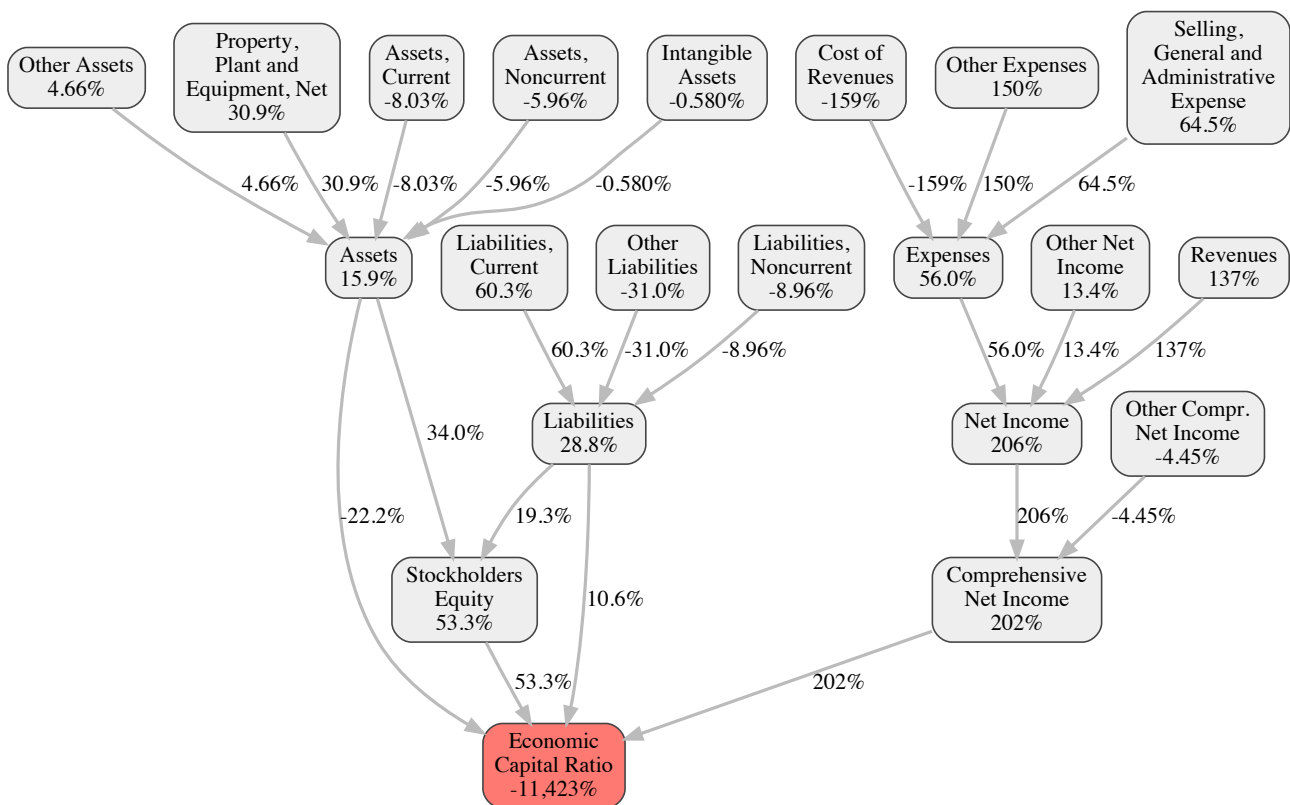 Other Assets
4.66%
Property,
Plant and
Equipment, Net
30.9%
Assets,
Current
-8.03%
Assets,
Noncurrent
-5.96%
Intangible
Assets
-0.580%
Cost of
Revenues
-159%
Other Expenses
150%
Selling,
General and
Administrative
Expense
64.5%
4.66%
30.9%
-8.03%
-5.96%
-0.580%
-159%
150%
64.5%
Assets
15.9%
Liabilities,
Current
60.3%
Other
Liabilities
-31.0%
Liabilities,
Noncurrent
-8.96%
Expenses
56.0%
Other Net
Income
13.4%
Revenues
137%
60.3%
-31.0%
-8.96%
56.0%
13.4%
137%
34.0%
Liabilities
28.8%
Net Income
206%
Other Compr.
Net Income
-4.45%
-22.2%
19.3%
206%
-4.45%
Stockholders
Equity
53.3%
10.6%
Comprehensive
Net Income
202%
53.3%
202%
Economic
Capital Ratio
-11,423%